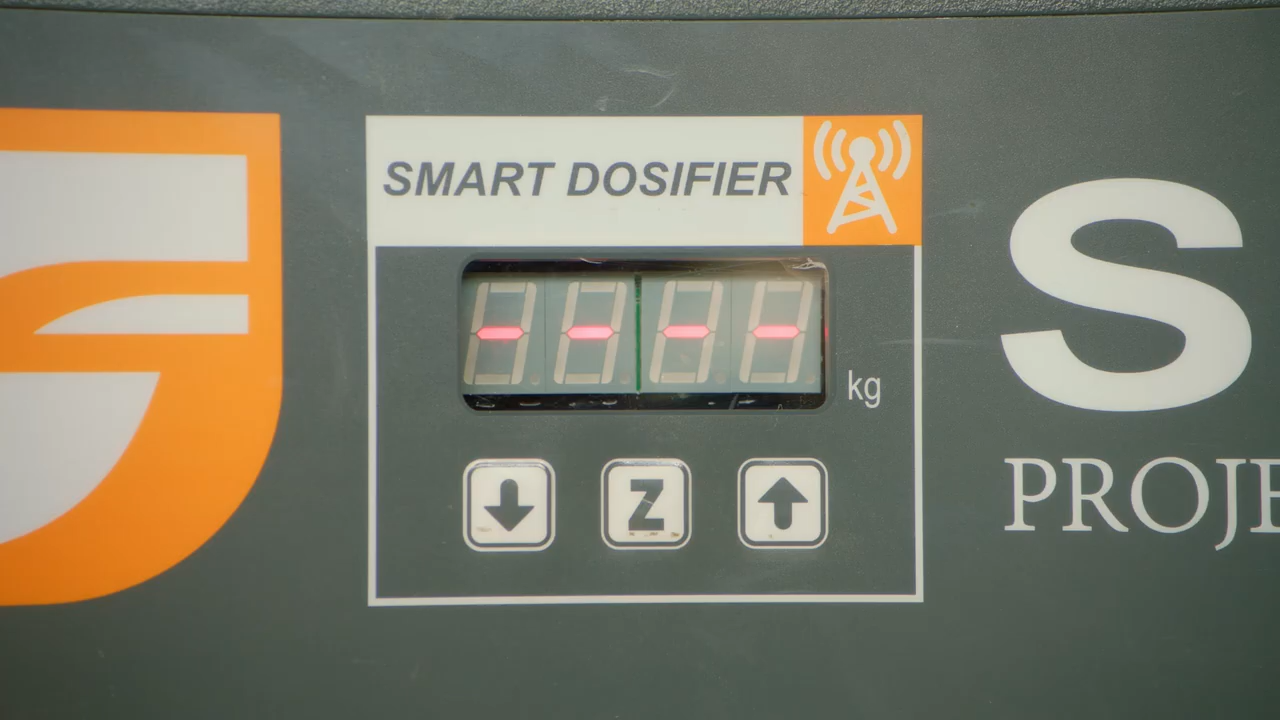 SMART DOSIFIER
----
kg
Z
S
PROJE